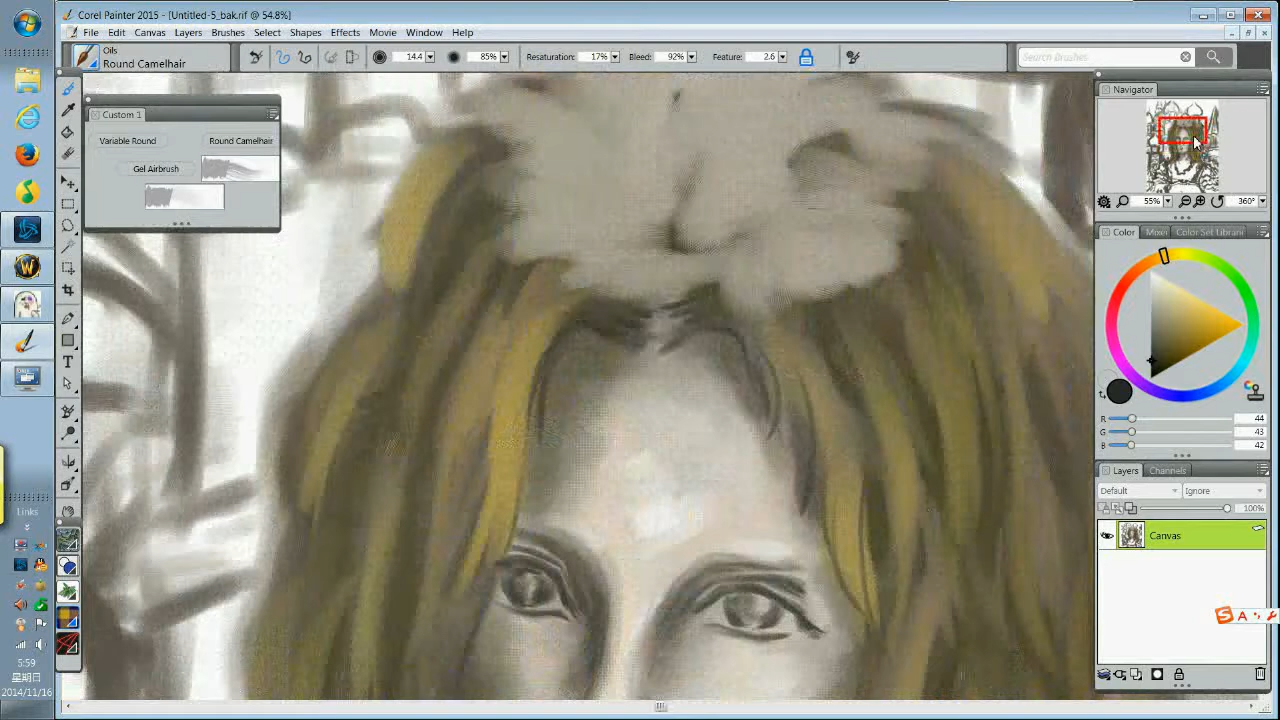 Corel Painter 2015 - [Untitled-5_bak.rif @ 54.8%]
File Edit Canvas Layers Brushes Select Shapes Effects Movie Window Help
Oils
Round Camelhair
14.4 85% Resaturation: 17% Bleed: 92% Feature: 2.6
Search Brushes
Custom 1
Variable Round Round Camelhair
Gel Airbrush
Navigator
55% 360°
Color Mixer Color Set Librari
R 44
G 43
B 42
Layers Channels
Default Ignore
100%
Canvas
S A
T
W
Links
5:59
星期日
2014/11/16